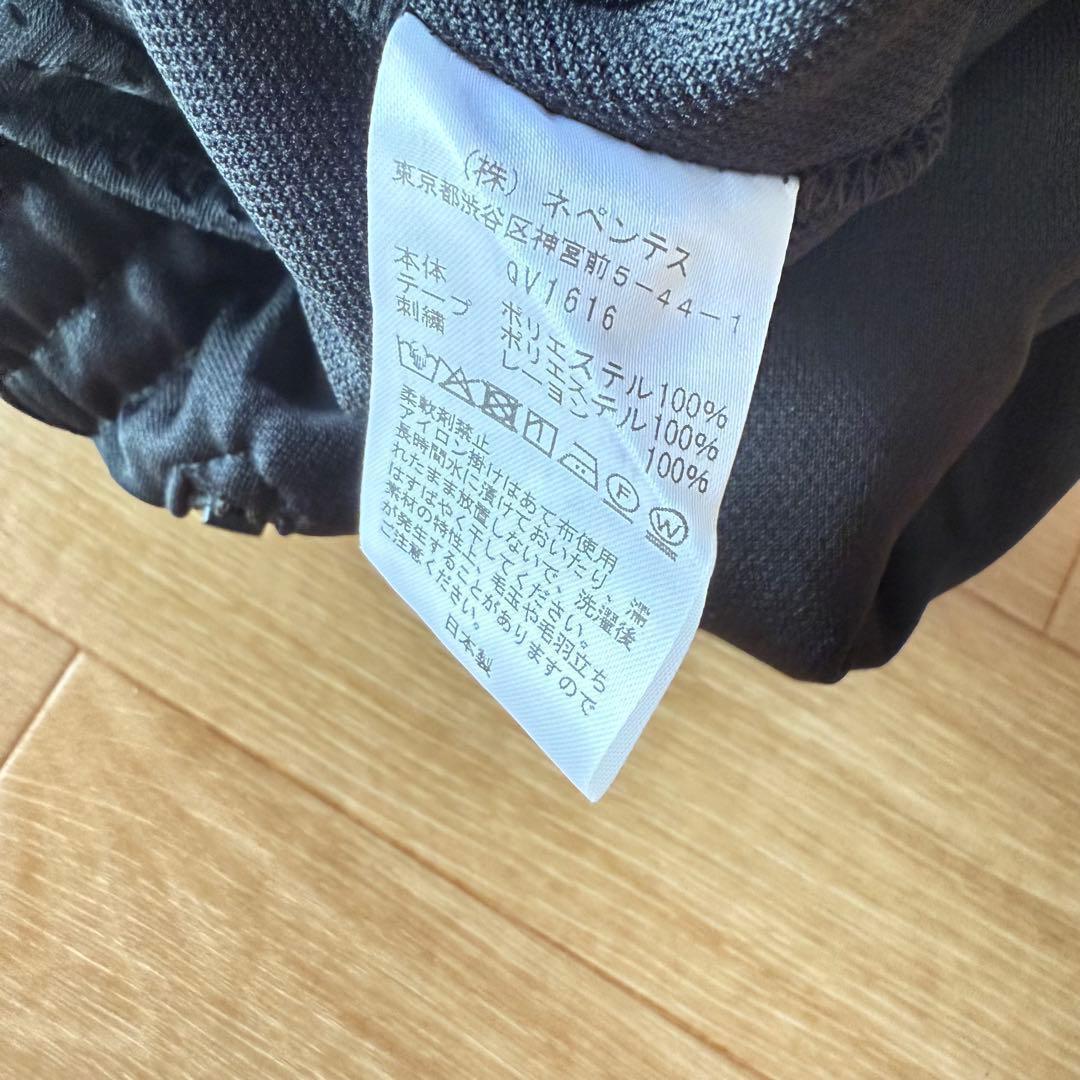 (株) ネペンテス
東京都渋谷区神宮前5-44-1
QV1616
本体 ポリエステル100%
テープ ポリエステル100%
刺繍 レーヨン 100%
F W
柔軟剤禁止
アイロン掛けはあて布使用
長時間水に漬けておいたり、濡
れたまま放置しないで、洗濯後
はすばやく干してください。
素材の特性上、毛玉や毛羽立ち
が発生することがありますので
ご注意ください。
日本製